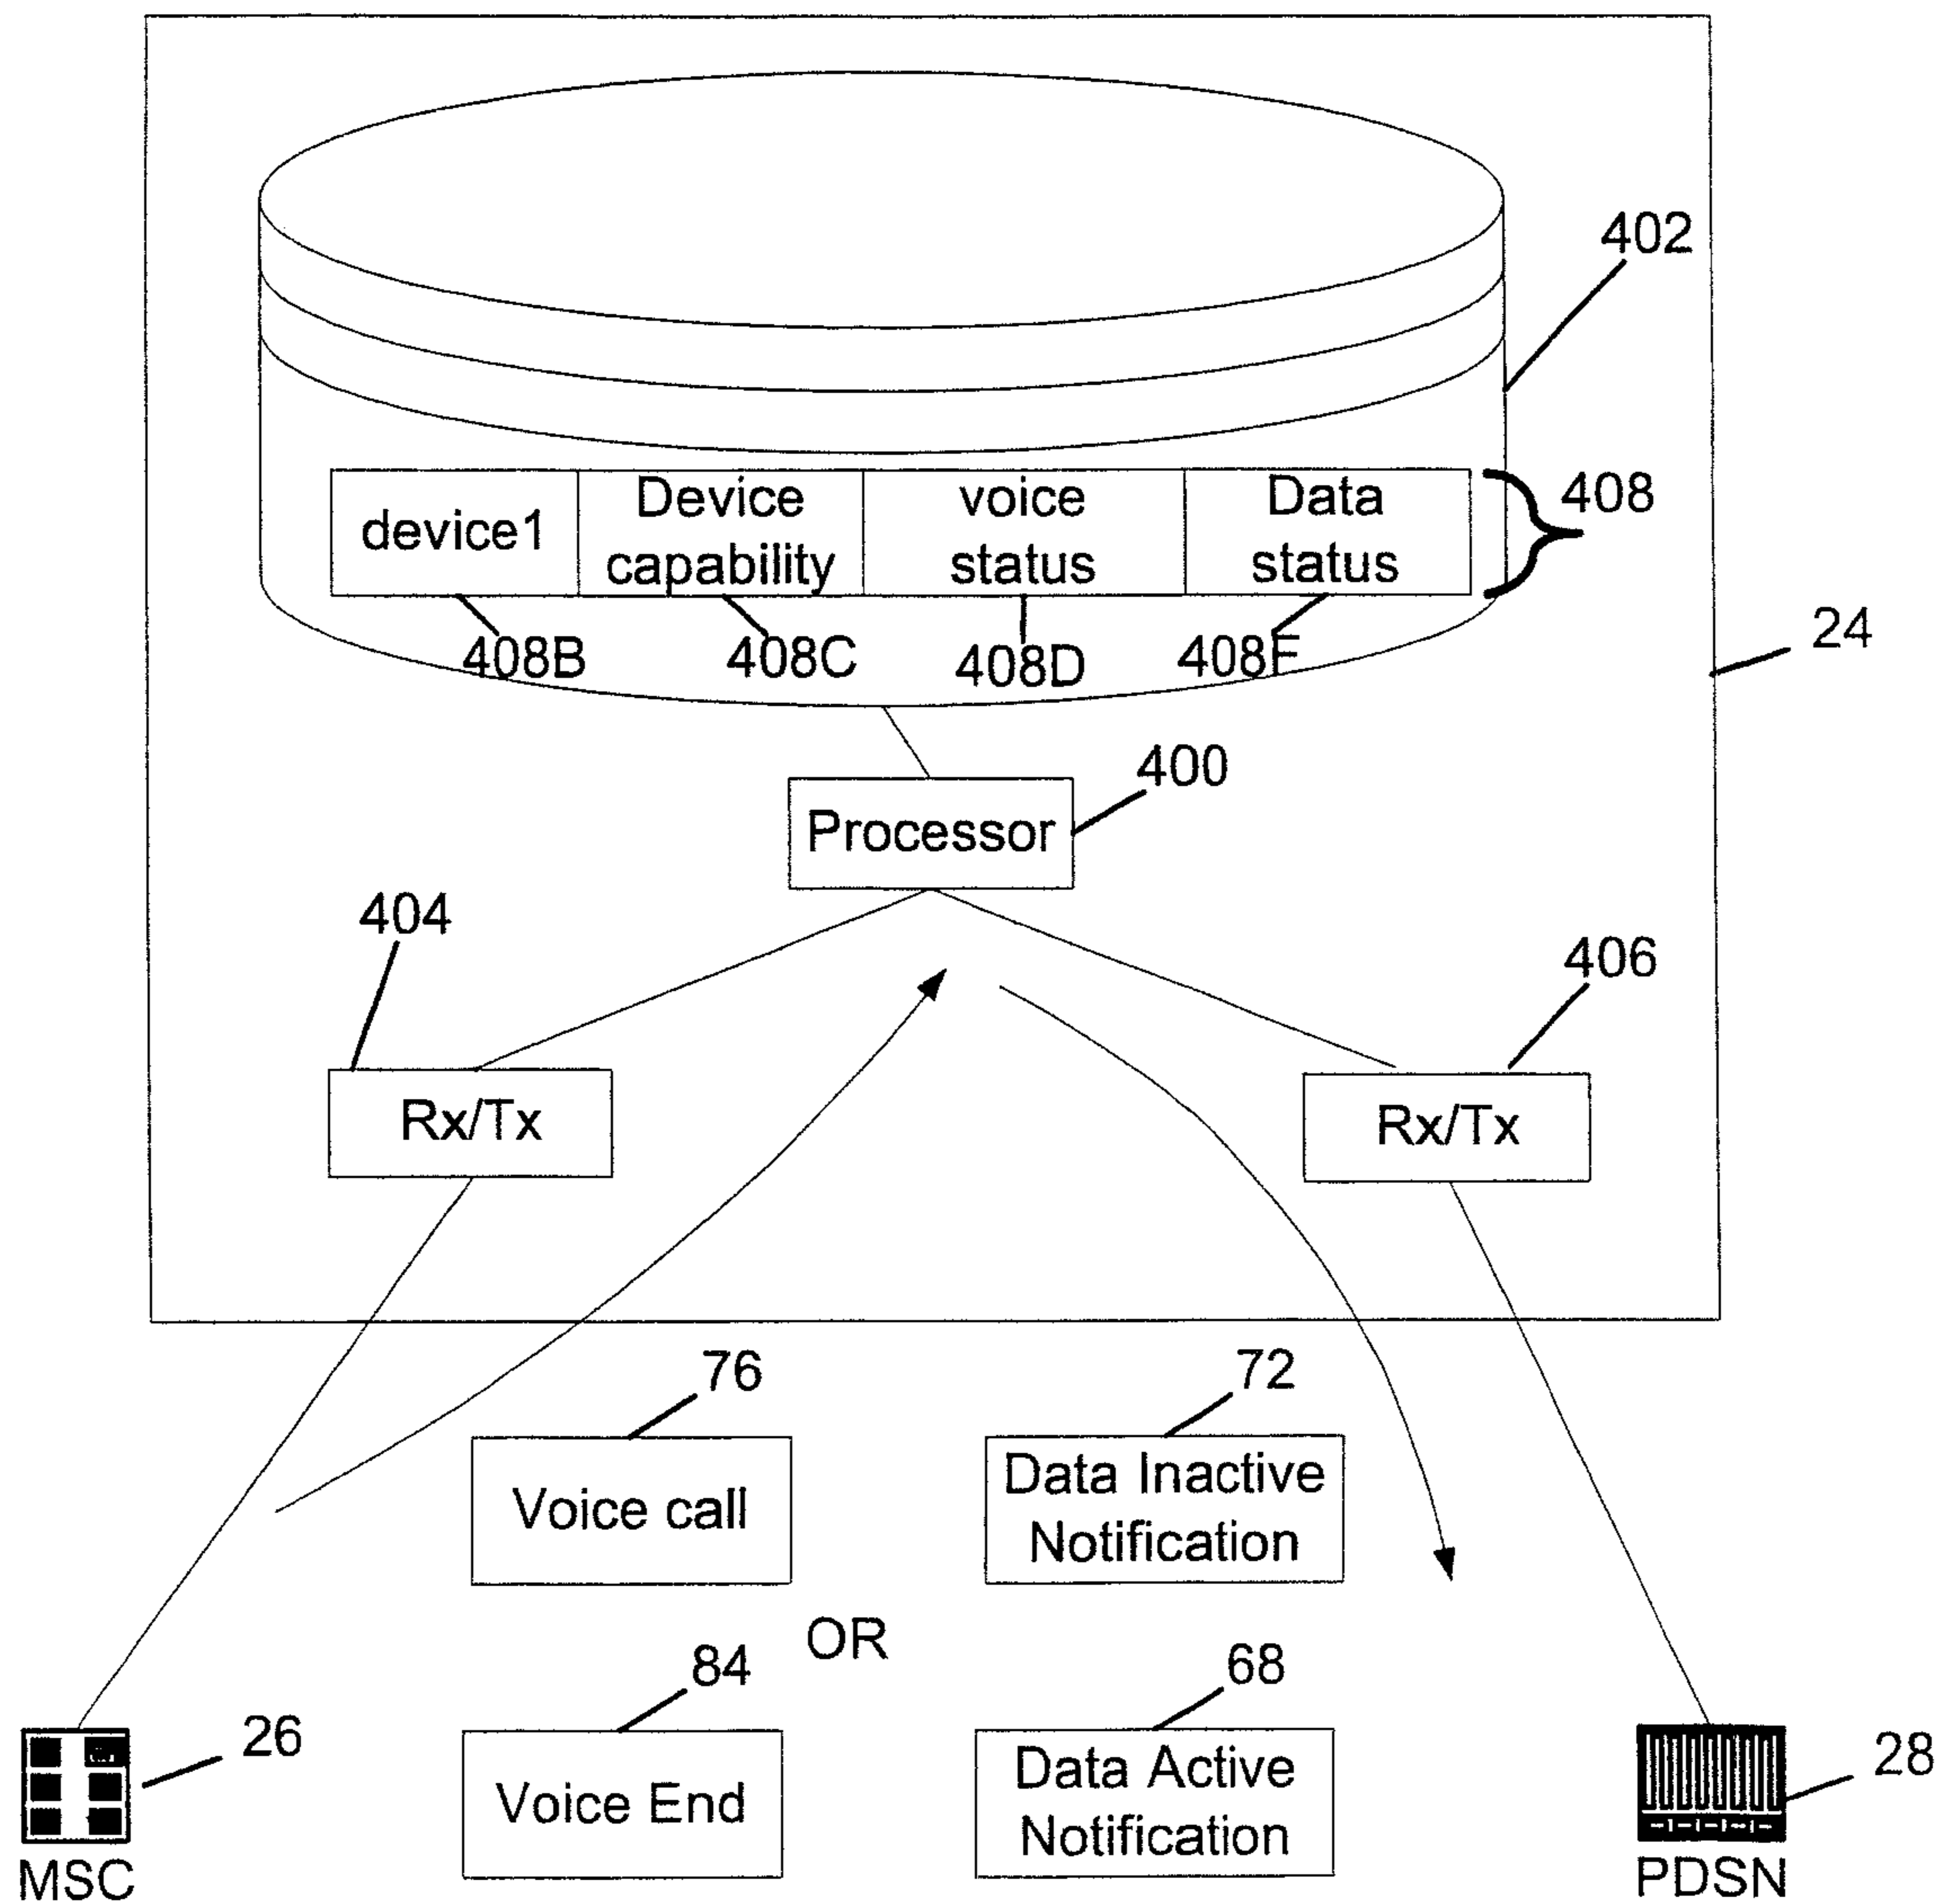 402
device1
Device
capability
voice
status
Data
status
408
408B
408C
408D
408F
24
400
Processor
404
406
Rx/Tx
Rx/Tx
76
72
Voice call
Data Inactive
Notification
OR
84
68
26
Voice End
Data Active
Notification
28
MSC
PDSN